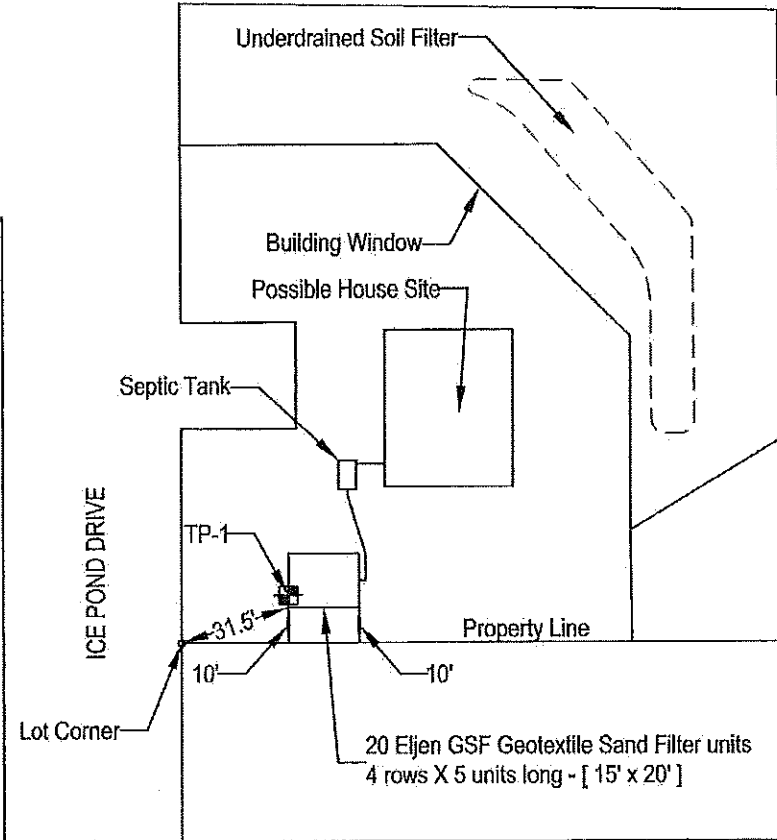 Underdrained Soil Filter
Building Window
Possible House Site
Septic Tank
ICE POND DRIVE
TP-1
31.5'
Property Line
10'
10'
Lot Corner
20 Eljen GSF Geotextile Sand Filter units
4 rows X 5 units long - [ 15' x 20' ]